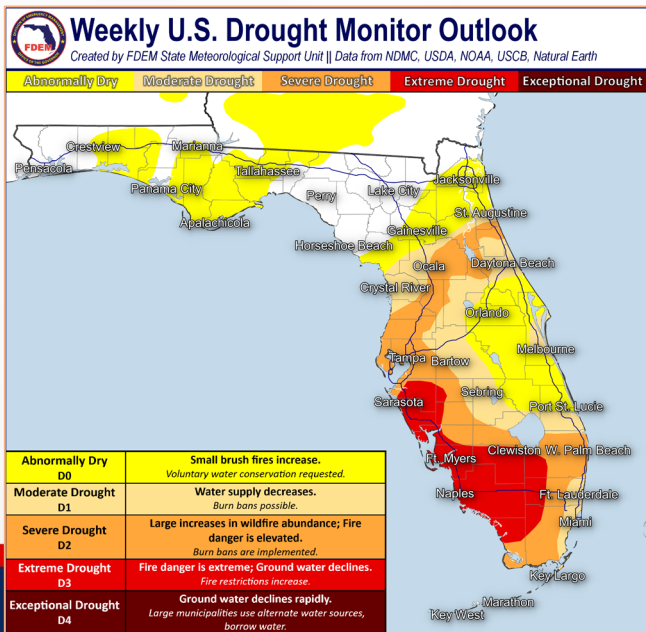 FDEM
Weekly U.S. Drought Monitor Outlook
Created by FDEM State Meteorological Support Unit || Data from NDMC, USDA, NOAA, USCB, Natural Earth
Abnormally Dry Moderate Drought Severe Drought Extreme Drought Exceptional Drought
Crestview
Marianna
Pensacola
Tallahassee
Panama City
Perry
Lake City
Jacksonville
Apalachicola
St. Augustine
Gainesville
Horseshoe Beach
Ocala
Daytona Beach
Crystal River
Orlando
Melbourne
Tampa
Bartow
Sebring
Sarasota
Port St. Lucie
Clewiston
W. Palm Beach
Ft. Myers
Naples
Ft. Lauderdale
Miami
Key Largo
Marathon
Key West
Abnormally Dry
D0
Small brush fires increase.
Voluntary water conservation requested.
Moderate Drought
D1
Water supply decreases.
Burn bans possible.
Severe Drought
D2
Large increases in wildfire abundance; Fire
danger is elevated.
Burn bans are implemented.
Extreme Drought
D3
Fire danger is extreme; Ground water declines.
Fire restrictions increase.
Exceptional Drought
D4
Ground water declines rapidly.
Large municipalities use alternate water sources,
borrow water.